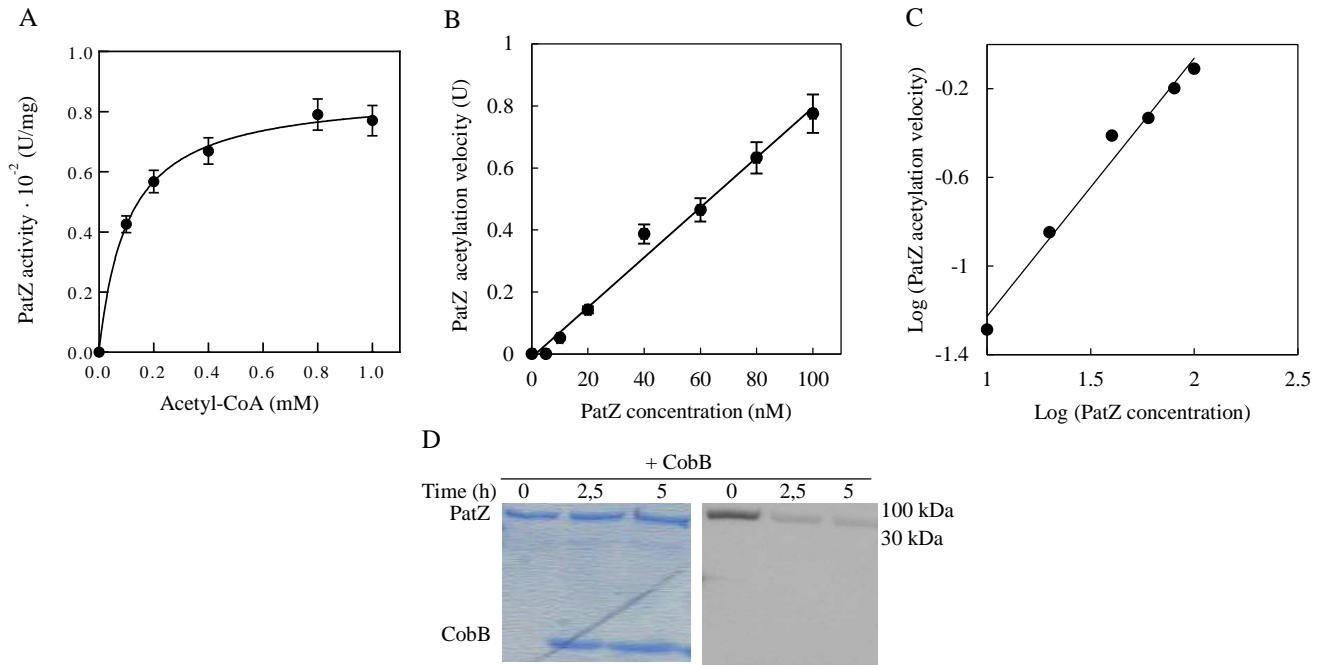 A
PatZ activity · 10⁻² (U/mg)
1.0
0.8
0.6
0.4
0.2
0.0
0.0 0.2 0.4 0.6 0.8 1.0
Acetyl-CoA (mM)
B
PatZ acetylation velocity (U)
1
0.8
0.6
0.4
0.2
0
0 20 40 60 80 100
PatZ concentration (nM)
C
Log (PatZ acetylation velocity)
-0.2
-0.6
-1
-1.4
1 1.5 2 2.5
Log (PatZ concentration)
D
+ CobB
Time (h) 0 2,5 5 0 2,5 5
PatZ
100 kDa
30 kDa
CobB